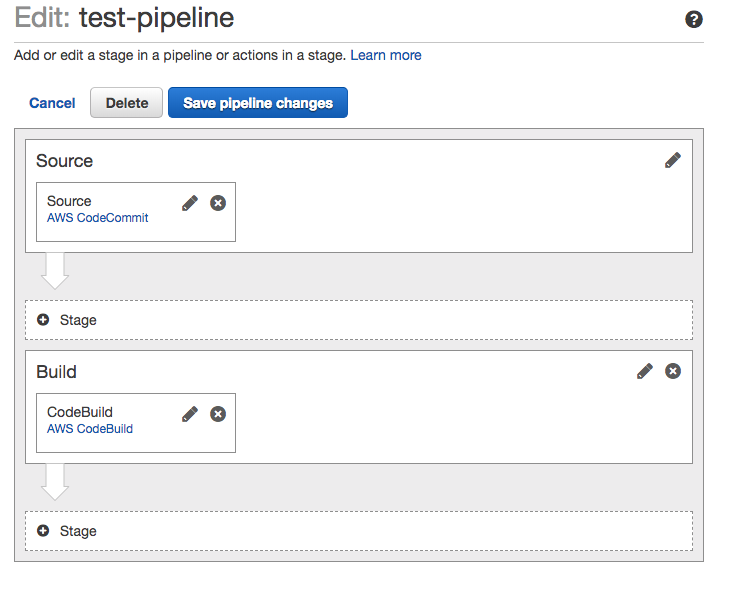 Edit: test-pipeline
?
Add or edit a stage in a pipeline or actions in a stage. Learn more
Cancel Delete Save pipeline changes
Source
Source
AWS CodeCommit
Stage
Build
CodeBuild
AWS CodeBuild
Stage